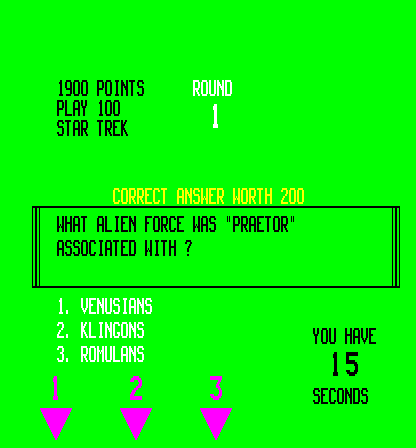 1900 POINTS
PLAY 100
STAR TREK
ROUND
1
CORRECT ANSWER WORTH 200
WHAT ALIEN FORCE WAS "PRAETOR"
ASSOCIATED WITH ?
1. VENUSIANS
2. KLINGONS
3. ROMULANS
YOU HAVE
15
SECONDS
1 2 3